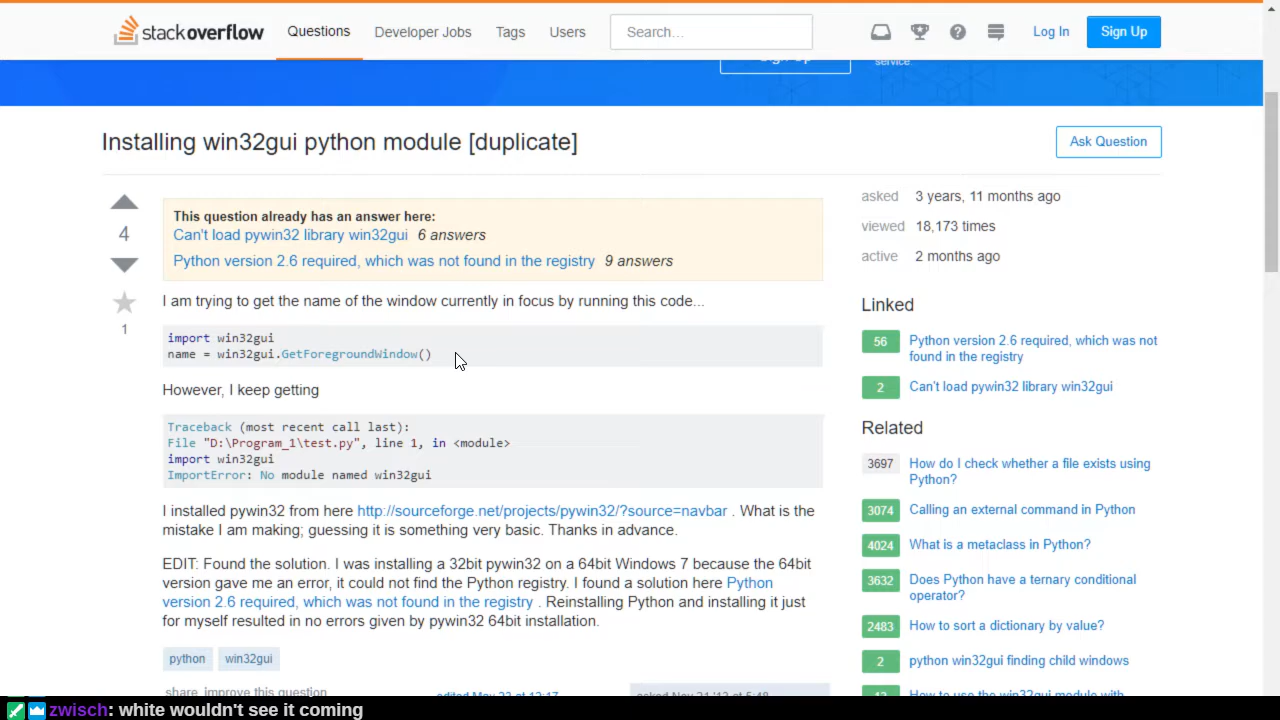 stackoverflow
Questions
Developer Jobs
Tags
Users
Search...
Log In
Sign Up
service.
Installing win32gui python module [duplicate]
Ask Question
4
1
This question already has an answer here:
Can't load pywin32 library win32gui 6 answers
Python version 2.6 required, which was not found in the registry 9 answers
I am trying to get the name of the window currently in focus by running this code...
import win32gui
name = win32gui.GetForegroundWindow()
However, I keep getting
Traceback (most recent call last):
File "D:\Program_1\test.py", line 1, in <module>
import win32gui
ImportError: No module named win32gui
I installed pywin32 from here http://sourceforge.net/projects/pywin32/?source=navbar . What is the
mistake I am making; guessing it is something very basic. Thanks in advance.
EDIT: Found the solution. I was installing a 32bit pywin32 on a 64bit Windows 7 because the 64bit
version gave me an error, it could not find the Python registry. I found a solution here Python
version 2.6 required, which was not found in the registry . Reinstalling Python and installing it just
for myself resulted in no errors given by pywin32 64bit installation.
python
win32gui
share improve this question
asked 3 years, 11 months ago
viewed 18,173 times
active 2 months ago
Linked
56 Python version 2.6 required, which was not
found in the registry
2 Can't load pywin32 library win32gui
Related
3697 How do I check whether a file exists using
Python?
3074 Calling an external command in Python
4024 What is a metaclass in Python?
3632 Does Python have a ternary conditional
operator?
2483 How to sort a dictionary by value?
2 python win32gui finding child windows
How to use the win32gui module with
zwisch: white wouldn't see it coming